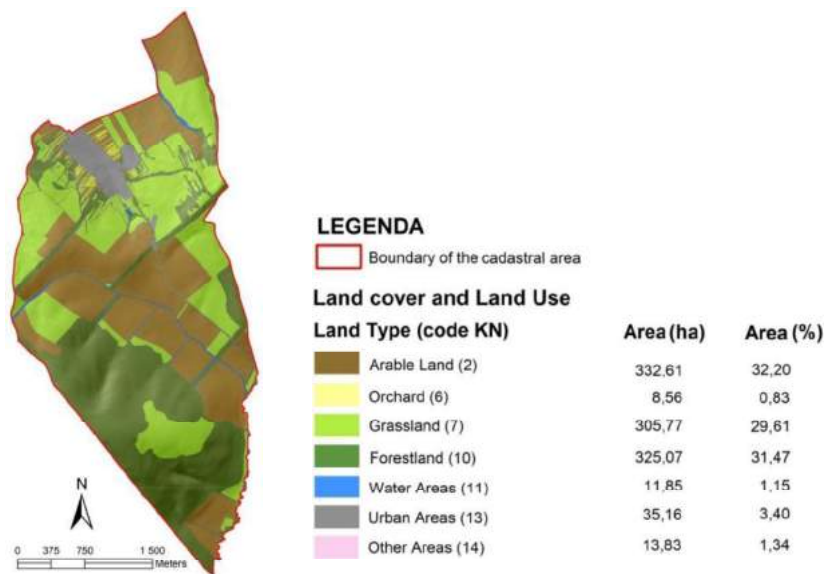 LEGENDA
Boundary of the cadastral area
Land cover and Land Use
Land Type (code KN) Area (ha) Area (%)
Arable Land (2) 332,61 32,20
Orchard (6) 8,56 0,83
Grassland (7) 305,77 29,61
Forestland (10) 325,07 31,47
Water Areas (11) 11,85 1,15
Urban Areas (13) 35,16 3,40
Other Areas (14) 13,83 1,34
N
0 375 750 1 500
Meters